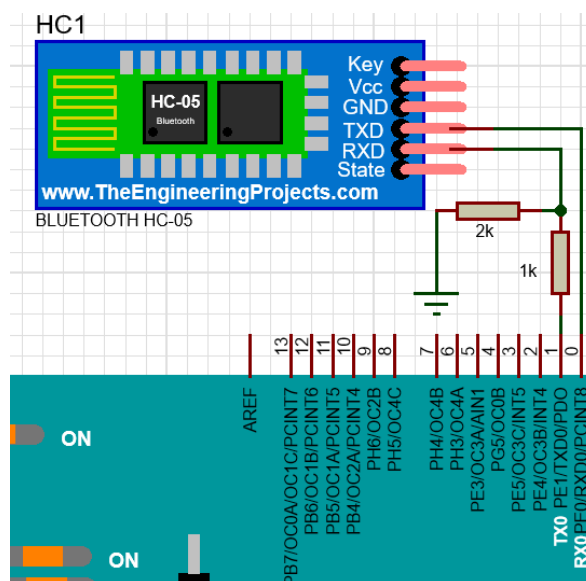 HC1
Key
Vcc
GND
TXD
RXD
State
HC-05
Bluetooth
www.TheEngineeringProjects.com
BLUETOOTH HC-05
2k
1k
13
12
11
10
9
8
7
6
5
4
3
2
1
0
AREF
PB7/OC0A/OC1C/PCINT7
PB6/OC1B/PCINT6
PB5/OC1A/PCINT5
PB4/OC2A/PCINT4
PH6/OC2B
PH5/OC4C
PH4/OC4B
PH3/OC4A
PE3/OC3A/AIN1
PG5/OC0B
PE5/OC3C/INT5
PE4/OC3B/INT4
PE1/TXD0/PDO
PE0/RXD0/PCINT8
TX0
RX0
ON
ON